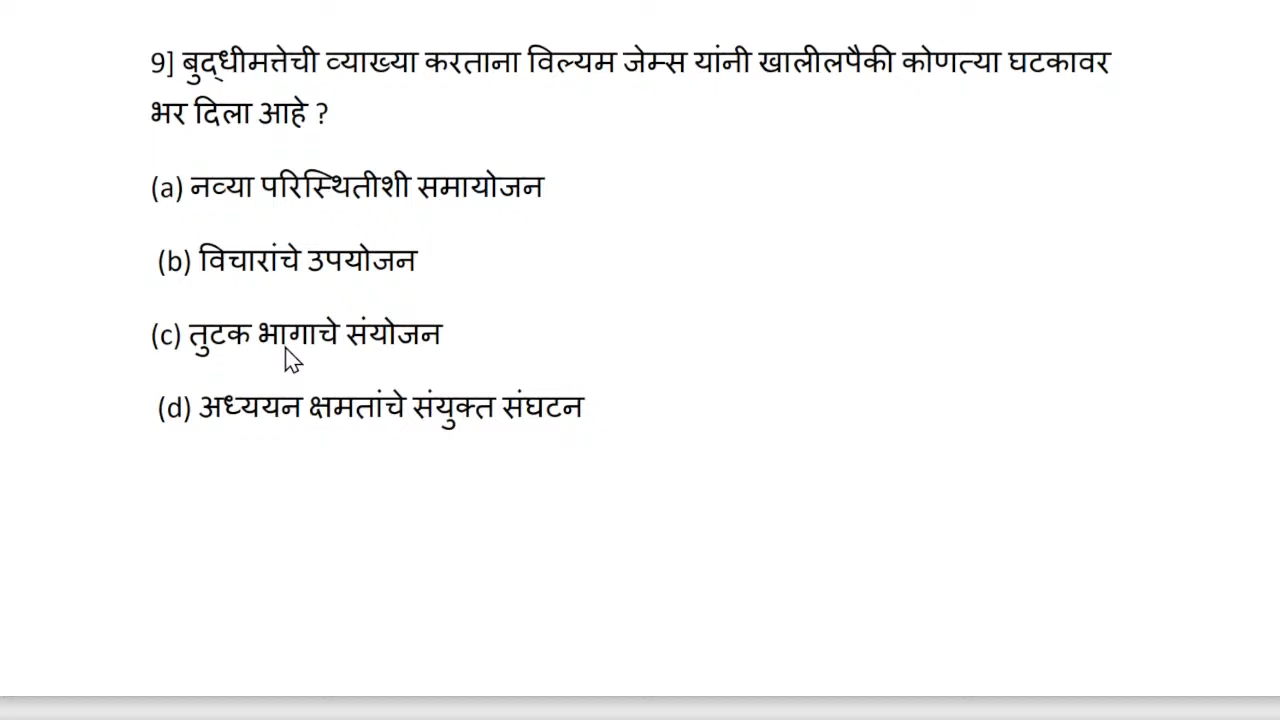 9] बुद्धीमत्तेची व्याख्या करताना विल्यम जेम्स यांनी खालीलपैकी कोणत्या घटकावर
भर दिला आहे ?
(a) नव्या परिस्थितीशी समायोजन
(b) विचारांचे उपयोजन
(c) तुटक भागाचे संयोजन
(d) अध्ययन क्षमतांचे संयुक्त संघटन